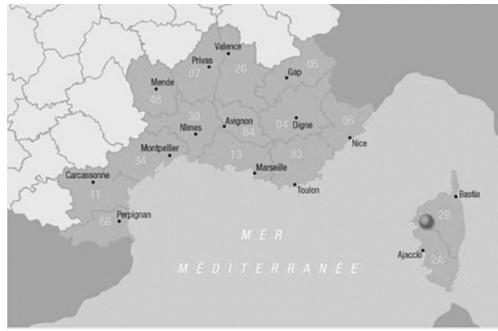 Valence
Privas
07
26
05
Gap
Mende
48
30
Avignon
Nîmes
84
04
Digne
06
Nice
Montpellier
34
13
Marseille
83
Toulon
Carcassonne
11
66
Perpignan
Bastia
2B
Ajaccio
2A
MER
MÉDITERRANÉE